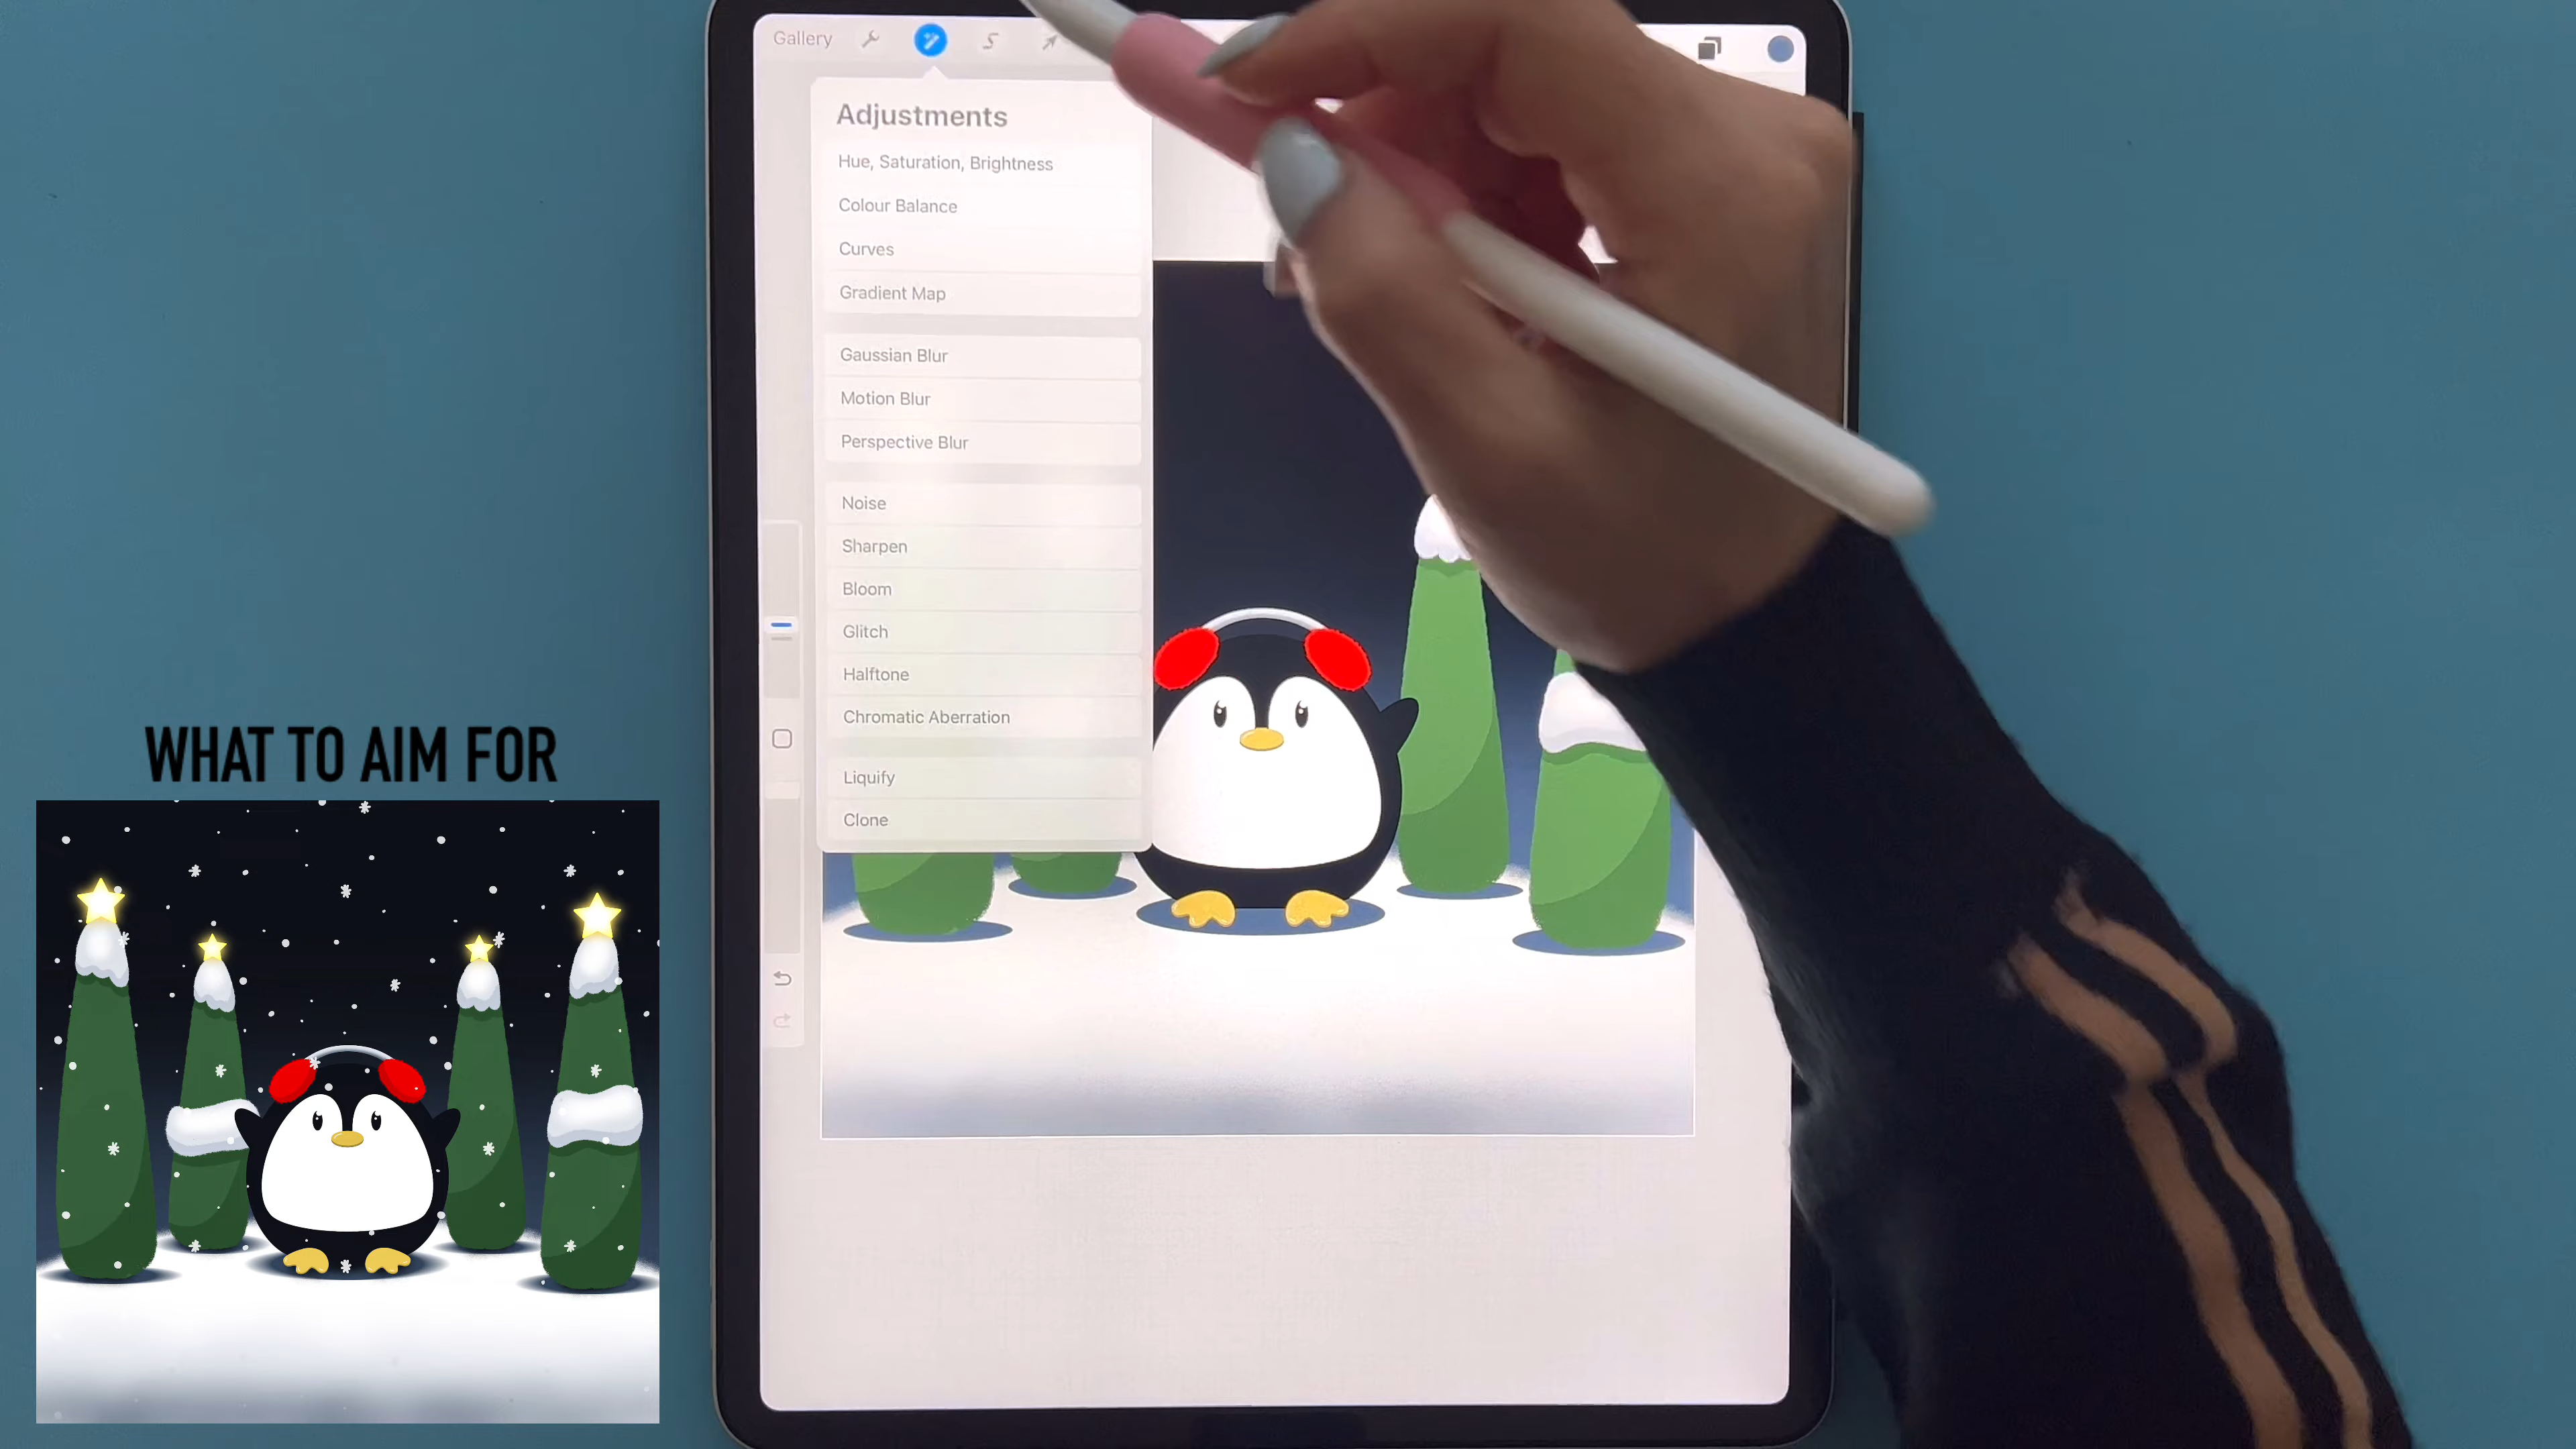 Gallery
Adjustments
Hue, Saturation, Brightness
Colour Balance
Curves
Gradient Map
Gaussian Blur
Motion Blur
Perspective Blur
Noise
Sharpen
Bloom
Glitch
Halftone
Chromatic Aberration
Liquify
Clone
WHAT TO AIM FOR